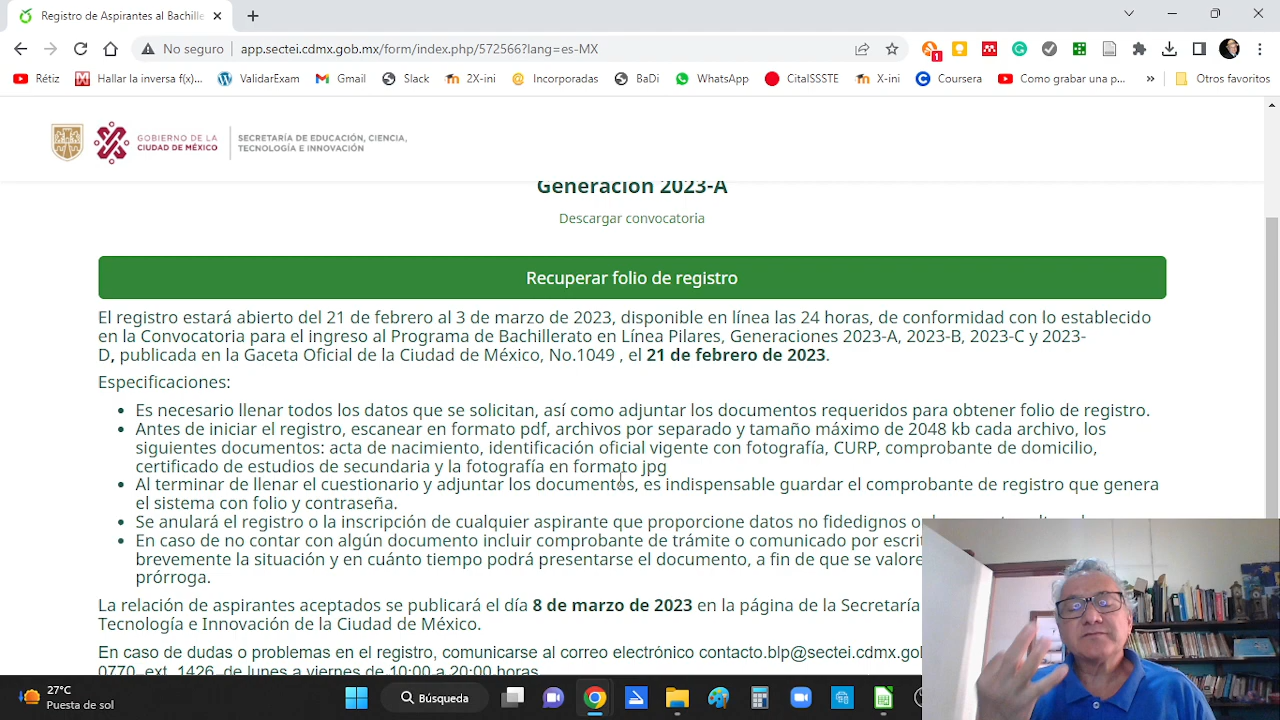 Registro de Aspirantes al Bachille
No seguro | app.sectei.cdmx.gob.mx/form/index.php/572566?lang=es-MX
1
Rétiz Hallar la inversa f(x)... ValidarExam Gmail Slack 2X-ini Incorporadas BaDi WhatsApp CitaISSSTE X-ini Coursera Como grabar una p... » Otros favoritos
GOBIERNO DE LA
CIUDAD DE MÉXICO
SECRETARÍA DE EDUCACIÓN, CIENCIA,
TECNOLOGÍA E INNOVACIÓN
Generación 2023-A
Descargar convocatoria
Recuperar folio de registro
El registro estará abierto del 21 de febrero al 3 de marzo de 2023, disponible en línea las 24 horas, de conformidad con lo establecido
en la Convocatoria para el ingreso al Programa de Bachillerato en Línea Pilares, Generaciones 2023-A, 2023-B, 2023-C y 2023-
D, publicada en la Gaceta Oficial de la Ciudad de México, No.1049 , el 21 de febrero de 2023.
Especificaciones:
• Es necesario llenar todos los datos que se solicitan, así como adjuntar los documentos requeridos para obtener folio de registro.
• Antes de iniciar el registro, escanear en formato pdf, archivos por separado y tamaño máximo de 2048 kb cada archivo, los
siguientes documentos: acta de nacimiento, identificación oficial vigente con fotografía, CURP, comprobante de domicilio,
certificado de estudios de secundaria y la fotografía en formato jpg
• Al terminar de llenar el cuestionario y adjuntar los documentos, es indispensable guardar el comprobante de registro que genera
el sistema con folio y contraseña.
• Se anulará el registro o la inscripción de cualquier aspirante que proporcione datos no fidedignos o
• En caso de no contar con algún documento incluir comprobante de trámite o comunicado por escri
brevemente la situación y en cuánto tiempo podrá presentarse el documento, a fin de que se valore
prórroga.
La relación de aspirantes aceptados se publicará el día 8 de marzo de 2023 en la página de la Secretaría
Tecnología e Innovación de la Ciudad de México.
En caso de dudas o problemas en el registro, comunicarse al correo electrónico contacto.blp@sectei.cdmx.gob
0770, ext. 1426, de lunes a viernes de 10:00 a 20:00 horas
27°C
Puesta de sol
Búsqueda